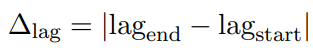 Δ_lag = |lag_end − lag_start|